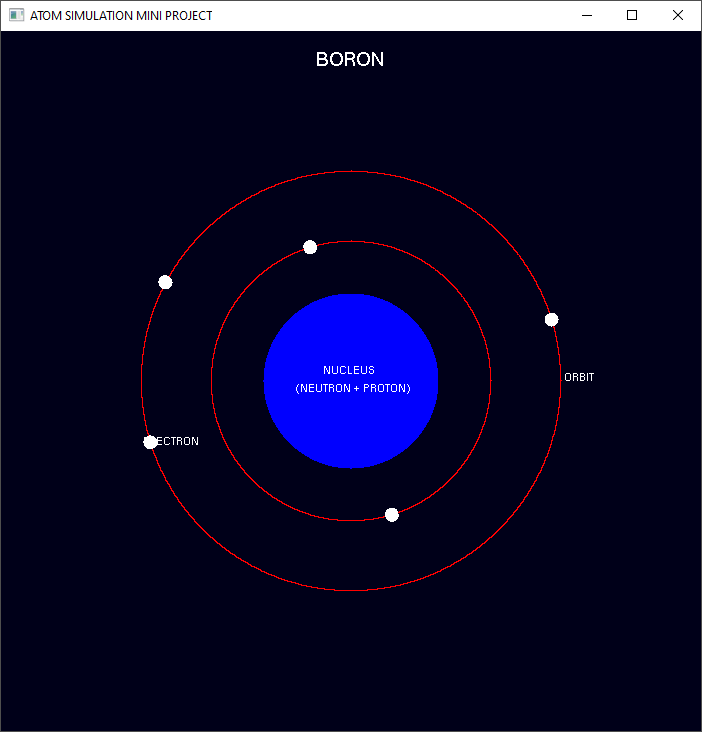 ATOM SIMULATION MINI PROJECT
BORON
NUCLEUS
(NEUTRON + PROTON)
ORBIT
ECTRON